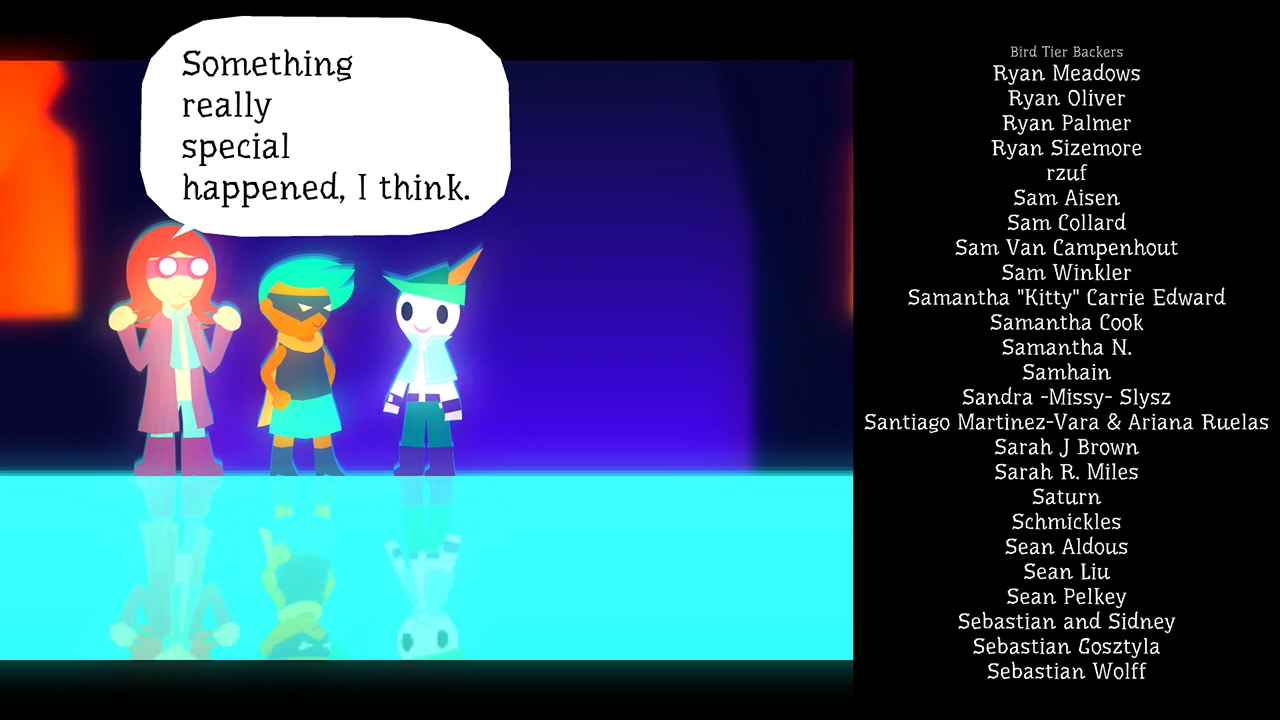 Something
really
special
happened, I think.
Bird Tier Backers
Ryan Meadows
Ryan Oliver
Ryan Palmer
Ryan Sizemore
rzuf
Sam Aisen
Sam Collard
Sam Van Campenhout
Sam Winkler
Samantha "Kitty" Carrie Edward
Samantha Cook
Samantha N.
Samhain
Sandra -Missy- Slysz
Santiago Martinez-Vara & Ariana Ruelas
Sarah J Brown
Sarah R. Miles
Saturn
Schmickles
Sean Aldous
Sean Liu
Sean Pelkey
Sebastian and Sidney
Sebastian Gosztyla
Sebastian Wolff